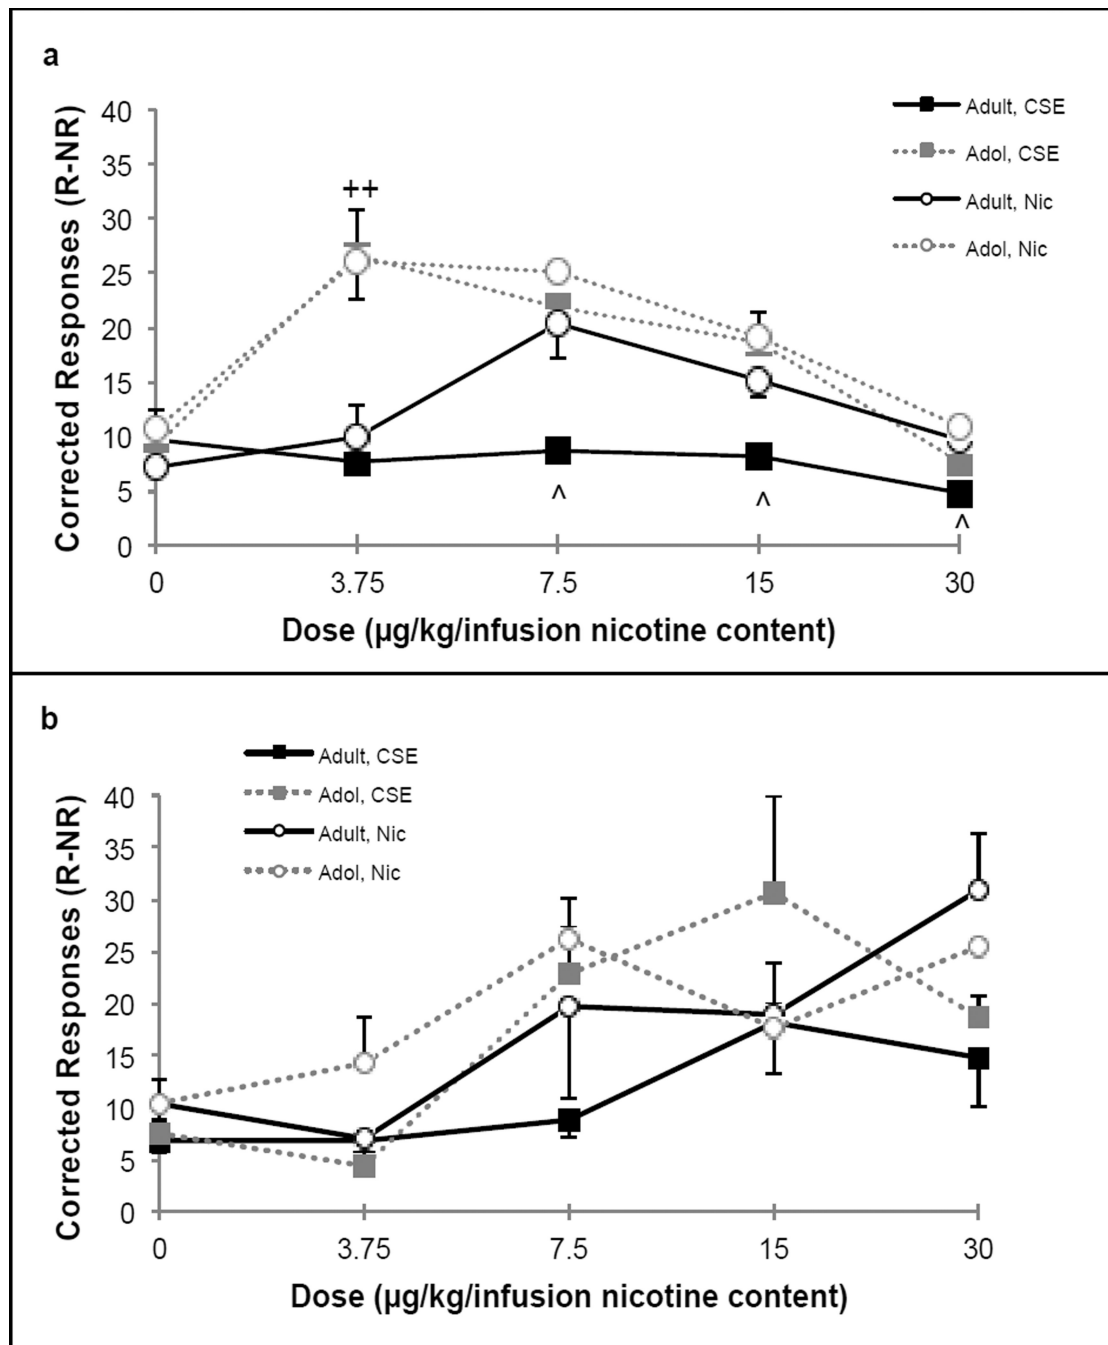 a
Corrected Responses (R-NR)
40
35
30
25
20
15
10
5
0
++
^
^
^
Adult, CSE
Adol, CSE
Adult, Nic
Adol, Nic
0 3.75 7.5 15 30
Dose (µg/kg/infusion nicotine content)
b
Adult, CSE
Adol, CSE
Adult, Nic
Adol, Nic
Corrected Responses (R-NR)
40
35
30
25
20
15
10
5
0
0 3.75 7.5 15 30
Dose (µg/kg/infusion nicotine content)